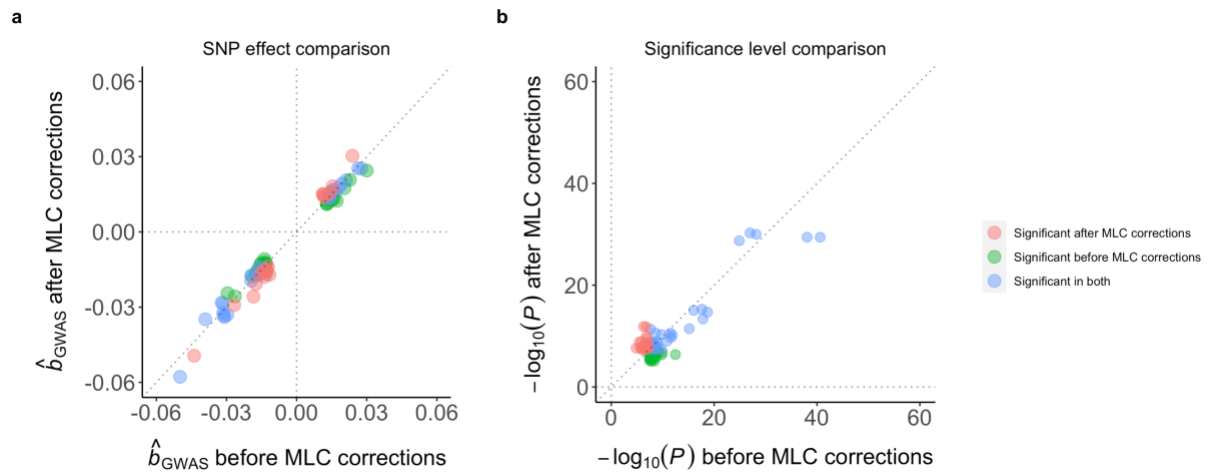 a
SNP effect comparison
b̂GWAS after MLC corrections
0.06
0.03
0.00
-0.03
-0.06
-0.06 -0.03 0.00 0.03 0.06
b̂GWAS before MLC corrections
b
Significance level comparison
−log10(P) after MLC corrections
60
40
20
0
0 20 40 60
−log10(P) before MLC corrections
Significant after MLC corrections
Significant before MLC corrections
Significant in both